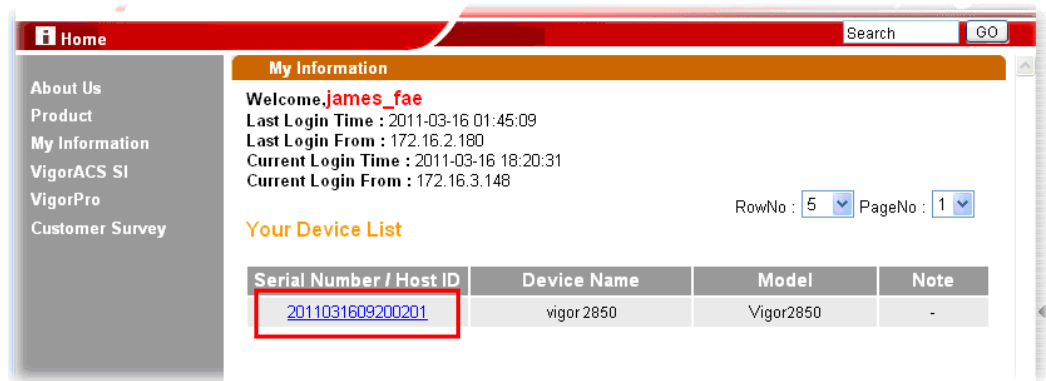 Home
Search
GO
About Us
Product
My Information
VigorACS SI
VigorPro
Customer Survey
My Information
Welcome,james_fae
Last Login Time : 2011-03-16 01:45:09
Last Login From : 172.16.2.180
Current Login Time : 2011-03-16 18:20:31
Current Login From : 172.16.3.148
RowNo : 5 PageNo : 1
Your Device List
Serial Number / Host ID Device Name Model Note
2011031609200201 vigor 2850 Vigor2850 -